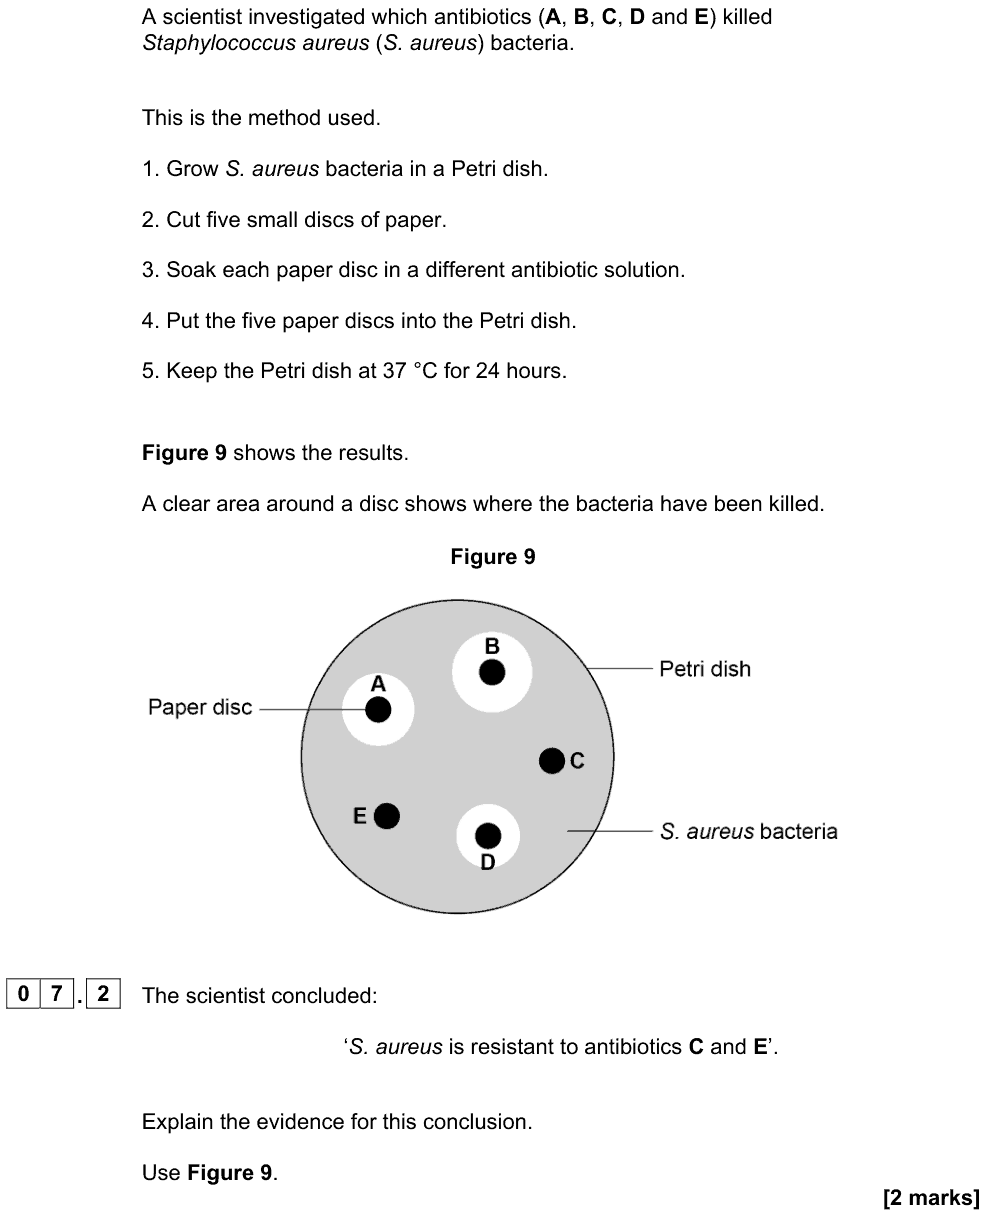 A scientist investigated which antibiotics (A, B, C, D and E) killed
Staphylococcus aureus (S. aureus) bacteria.
This is the method used.
1. Grow S. aureus bacteria in a Petri dish.
2. Cut five small discs of paper.
3. Soak each paper disc in a different antibiotic solution.
4. Put the five paper discs into the Petri dish.
5. Keep the Petri dish at 37 °C for 24 hours.
Figure 9 shows the results.
A clear area around a disc shows where the bacteria have been killed.
Figure 9
B
Petri dish
A
Paper disc
C
E
S. aureus bacteria
D
0 7 . 2 The scientist concluded:
‘S. aureus is resistant to antibiotics C and E’.
Explain the evidence for this conclusion.
Use Figure 9.
[2 marks]